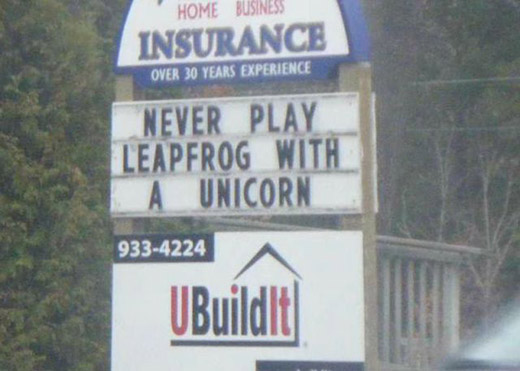 HOME BUSINESS
INSURANCE
OVER 30 YEARS EXPERIENCE
NEVER PLAY
LEAPFROG WITH
A UNICORN
933-4224
UBuildIt